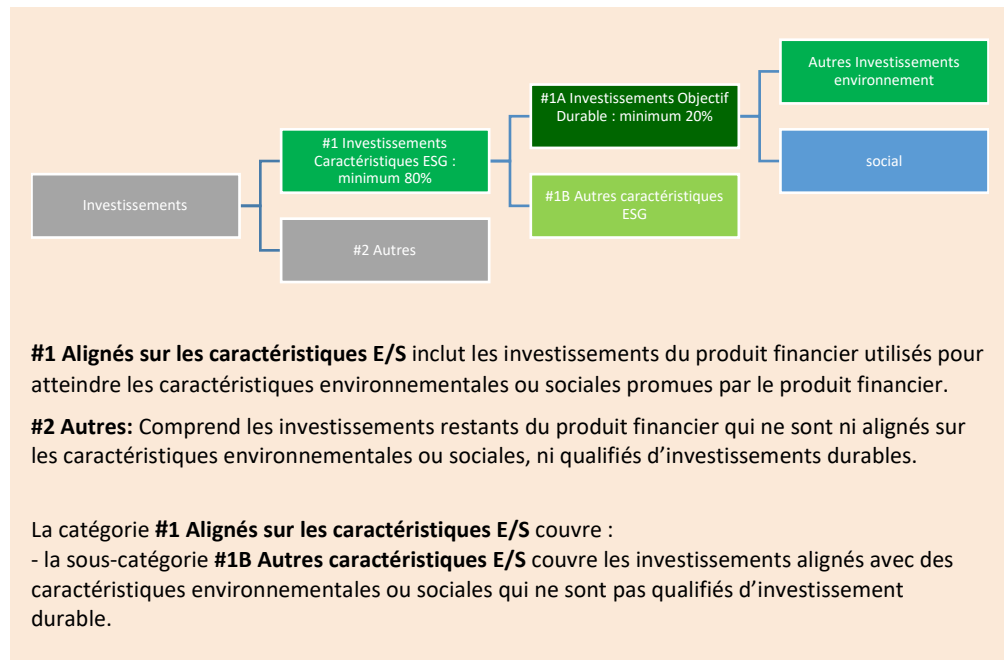 Autres Investissements
environnement
#1A Investissements Objectif
Durable : minimum 20%
#1 Investissements
Caractéristiques ESG :
minimum 80%
social
Investissements
#1B Autres caractéristiques
ESG
#2 Autres
#1 Alignés sur les caractéristiques E/S inclut les investissements du produit financier utilisés pour
atteindre les caractéristiques environnementales ou sociales promues par le produit financier.
#2 Autres: Comprend les investissements restants du produit financier qui ne sont ni alignés sur
les caractéristiques environnementales ou sociales, ni qualifiés d’investissements durables.
La catégorie #1 Alignés sur les caractéristiques E/S couvre :
- la sous-catégorie #1B Autres caractéristiques E/S couvre les investissements alignés avec des
caractéristiques environnementales ou sociales qui ne sont pas qualifiés d’investissement
durable.